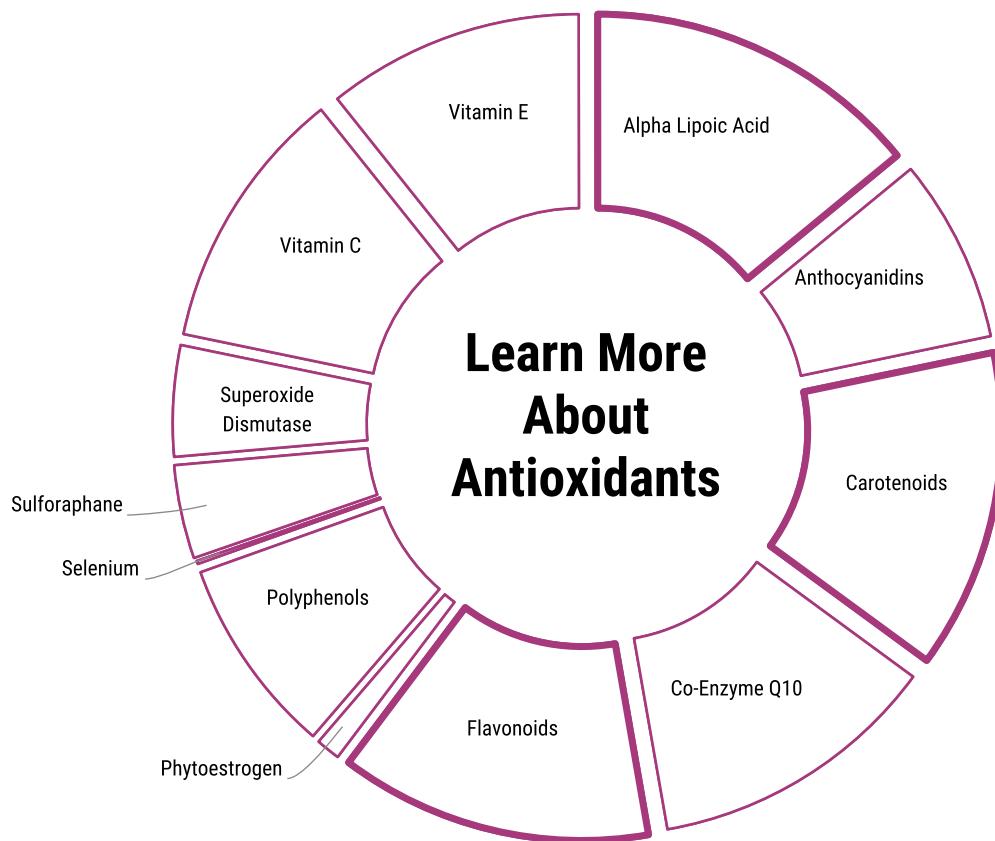 Vitamin E
Alpha Lipoic Acid
Vitamin C
Anthocyanidins
Learn More
About
Antioxidants
Superoxide
Dismutase
Carotenoids
Sulforaphane
Selenium
Polyphenols
Co-Enzyme Q10
Flavonoids
Phytoestrogen